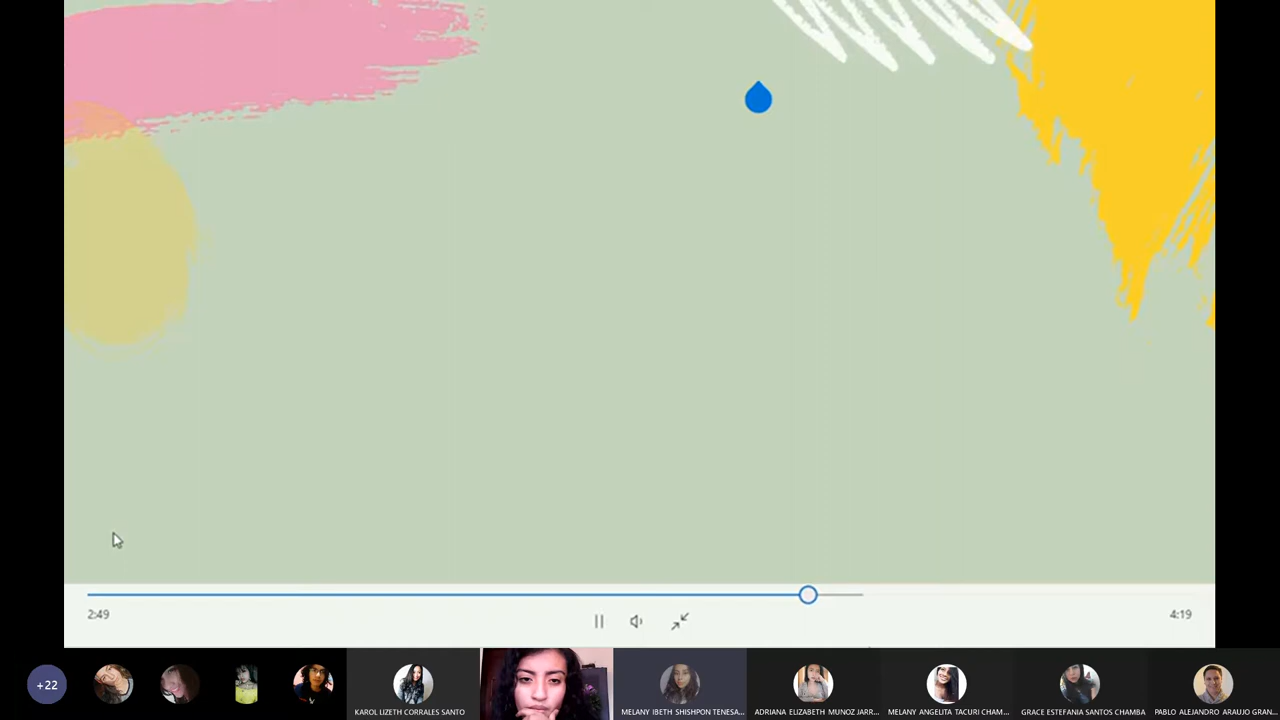 2:49
4:19
+22
KAROL LIZETH CORRALES SANTO
MELANY IBETH SHISHPON TENESA...
ADRIANA ELIZABETH MUNOZ JARR...
MELANY ANGELITA TACURI CHAM...
GRACE ESTEFANIA SANTOS CHAMBA
PABLO ALEJANDRO ARAUJO GRAN...